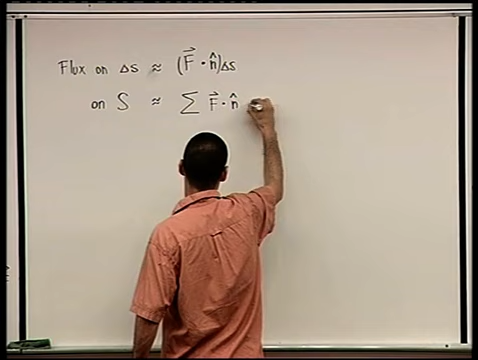 Flux on Δs ≈ (F⃗ · n̂)Δs
on S ≈ ∑ F⃗ · n̂